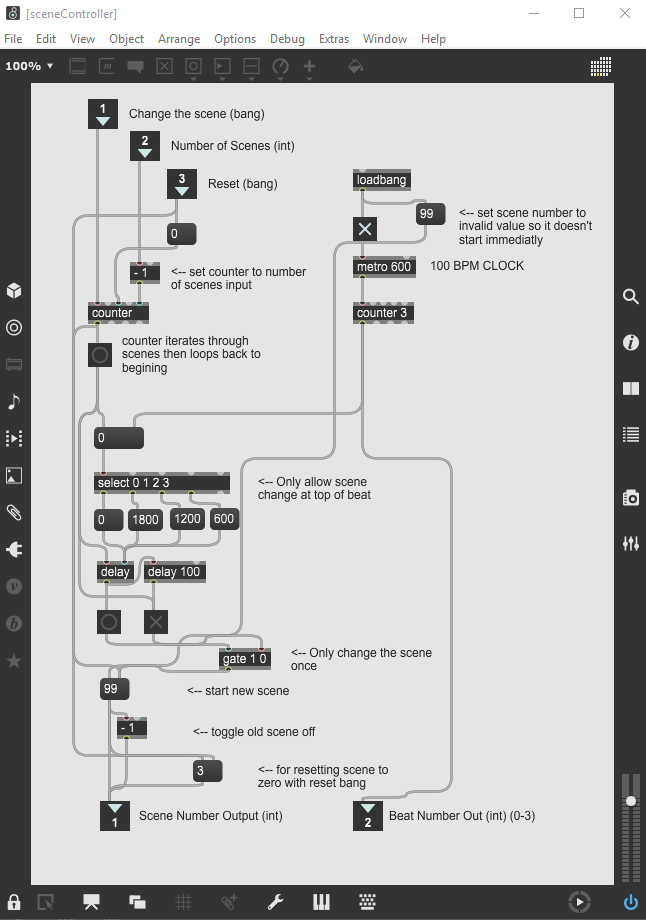 [sceneController]
File Edit View Object Arrange Options Debug Extras Window Help
100% ▼
1
Change the scene (bang)
2
Number of Scenes (int)
3
Reset (bang)
loadbang
0
99
<-- set scene number to
invalid value so it doesn't
start immediatly
- 1
<-- set counter to number
of scenes input
metro 600
100 BPM CLOCK
counter
counter 3
counter iterates through
scenes then loops back to
begining
0
select 0 1 2 3
<-- Only allow scene
change at top of beat
0
1800
1200
600
delay
delay 100
gate 1 0
<-- Only change the scene
once
99
<-- start new scene
- 1
<-- toggle old scene off
3
<-- for resetting scene to
zero with reset bang
1
Scene Number Output (int)
2
Beat Number Out (int) (0-3)